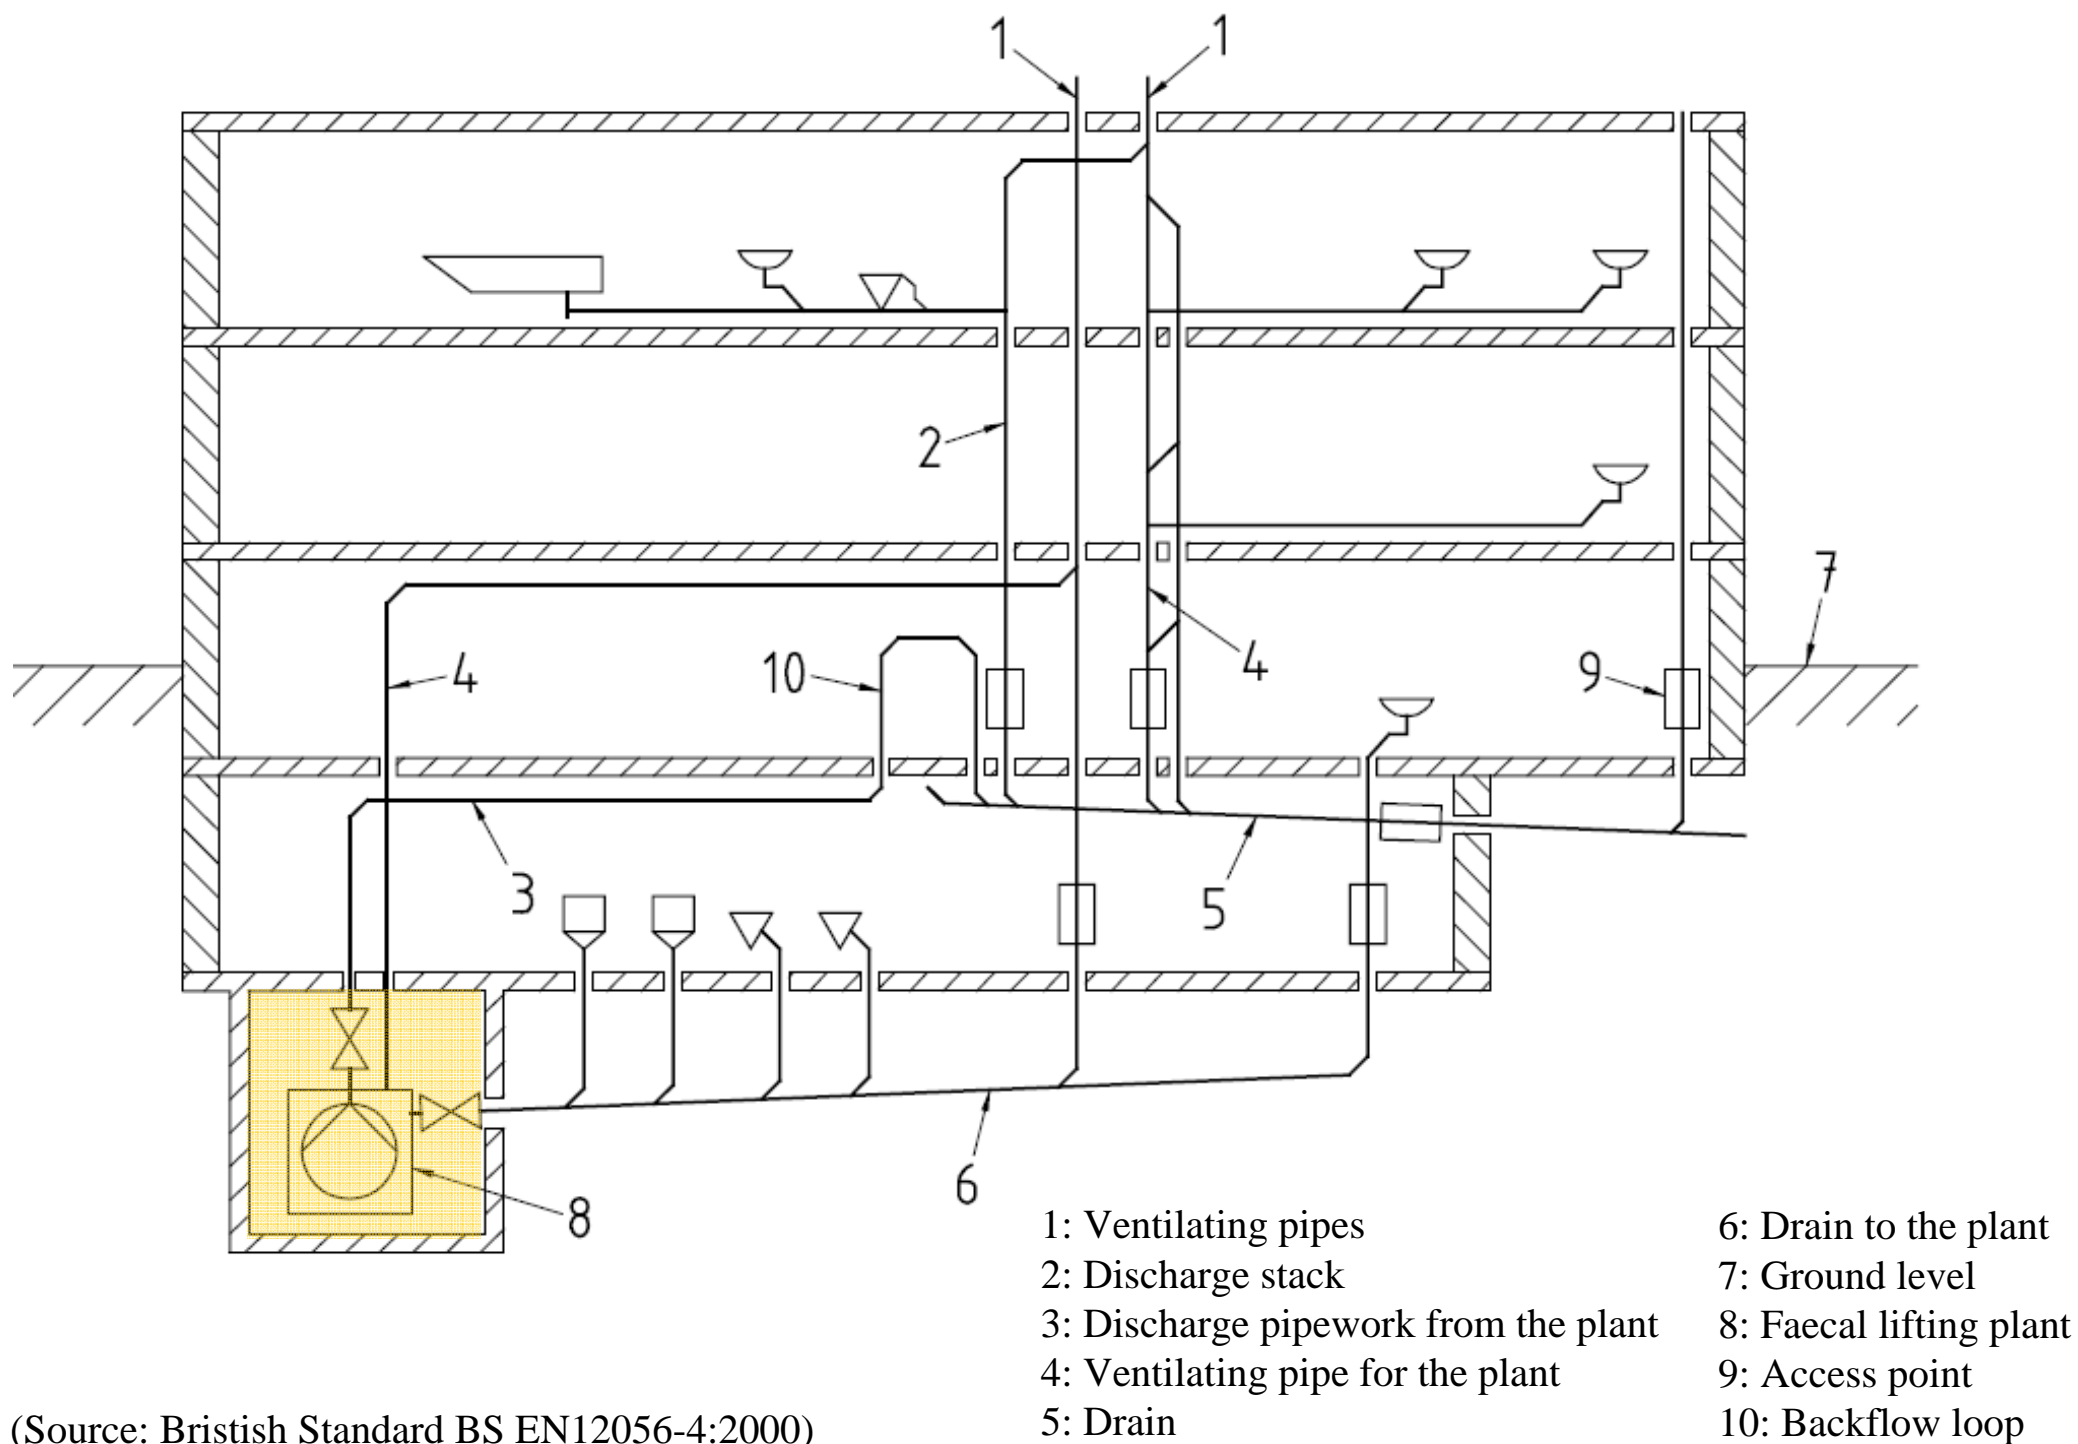 1
1
2
7
4
10
4
9
3
5
6
8
1: Ventilating pipes
2: Discharge stack
3: Discharge pipework from the plant
4: Ventilating pipe for the plant
5: Drain
6: Drain to the plant
7: Ground level
8: Faecal lifting plant
9: Access point
10: Backflow loop
(Source: Bristish Standard BS EN12056-4:2000)